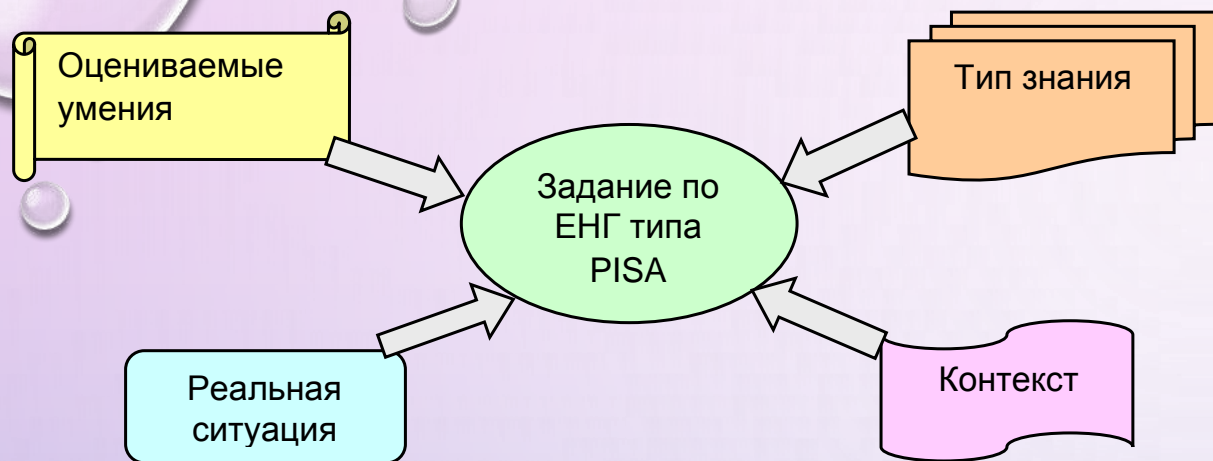 Оцениваемые
умения
Тип знания
Задание по
ЕНГ типа
PISA
Реальная
ситуация
Контекст